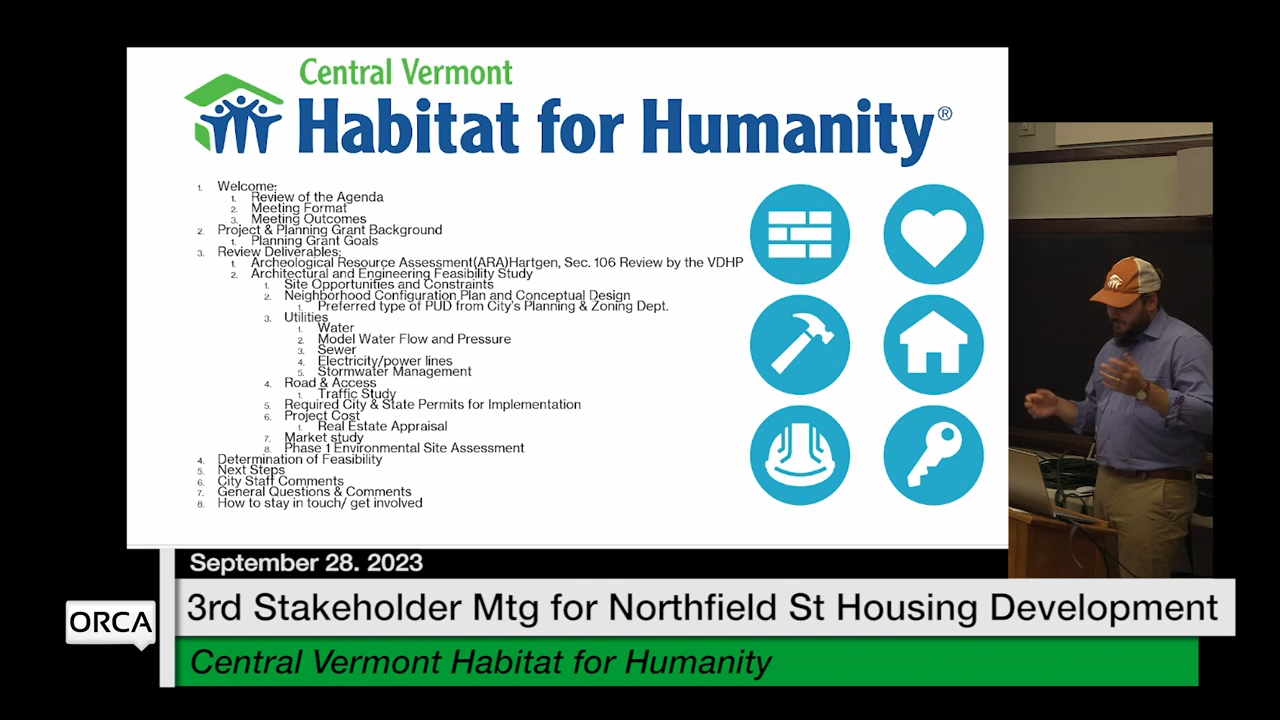 Central Vermont
Habitat for Humanity®
1. Welcome:
1. Review of the Agenda
2. Meeting Format
3. Meeting Outcomes
2. Project & Planning Grant Background
1. Planning Grant Goals
3. Review Deliverables:
1. Archeological Resource Assessment(ARA)Hartgen, Sec. 106 Review by the VDHP
2. Architectural and Engineering Feasibility Study
1. Site Opportunities and Constraints
2. Neighborhood Configuration Plan and Conceptual Design
1. Preferred type of PUD from City's Planning & Zoning Dept.
3. Utilities
1. Water
2. Model Water Flow and Pressure
3. Sewer
4. Electricity/power lines
5. Stormwater Management
4. Road & Access
1. Traffic Study
5. Required City & State Permits for Implementation
6. Project Cost
1. Real Estate Appraisal
7. Market study
8. Phase 1 Environmental Site Assessment
4. Determination of Feasibility
5. Next Steps
6. City Staff Comments
7. General Questions & Comments
8. How to stay in touch/ get involved
September 28. 2023
3rd Stakeholder Mtg for Northfield St Housing Development
ORCA
Central Vermont Habitat for Humanity